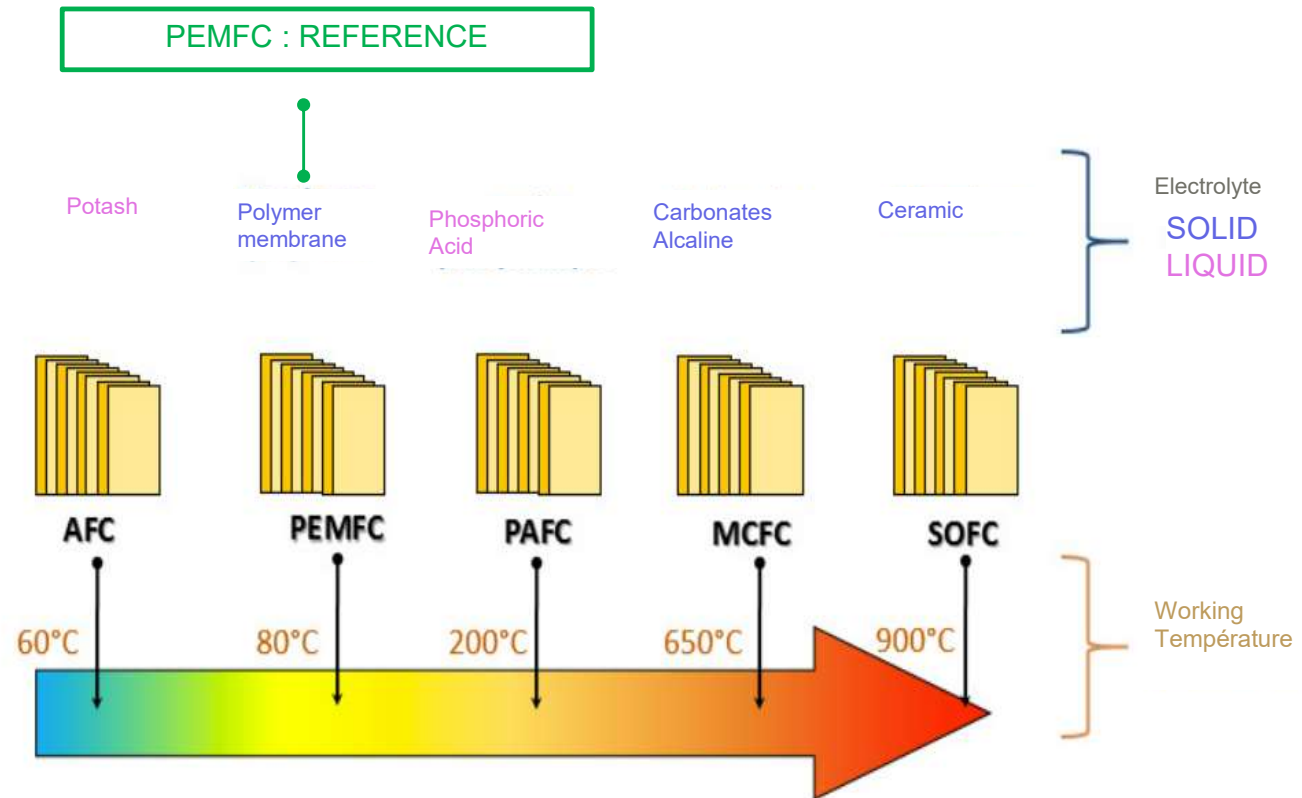 PEMFC : REFERENCE
Potash
Polymer
membrane
Phosphoric
Acid
Carbonates
Alcaline
Ceramic
Electrolyte
SOLID
LIQUID
AFC
PEMFC
PAFC
MCFC
SOFC
60°C
80°C
200°C
650°C
900°C
Working
Température